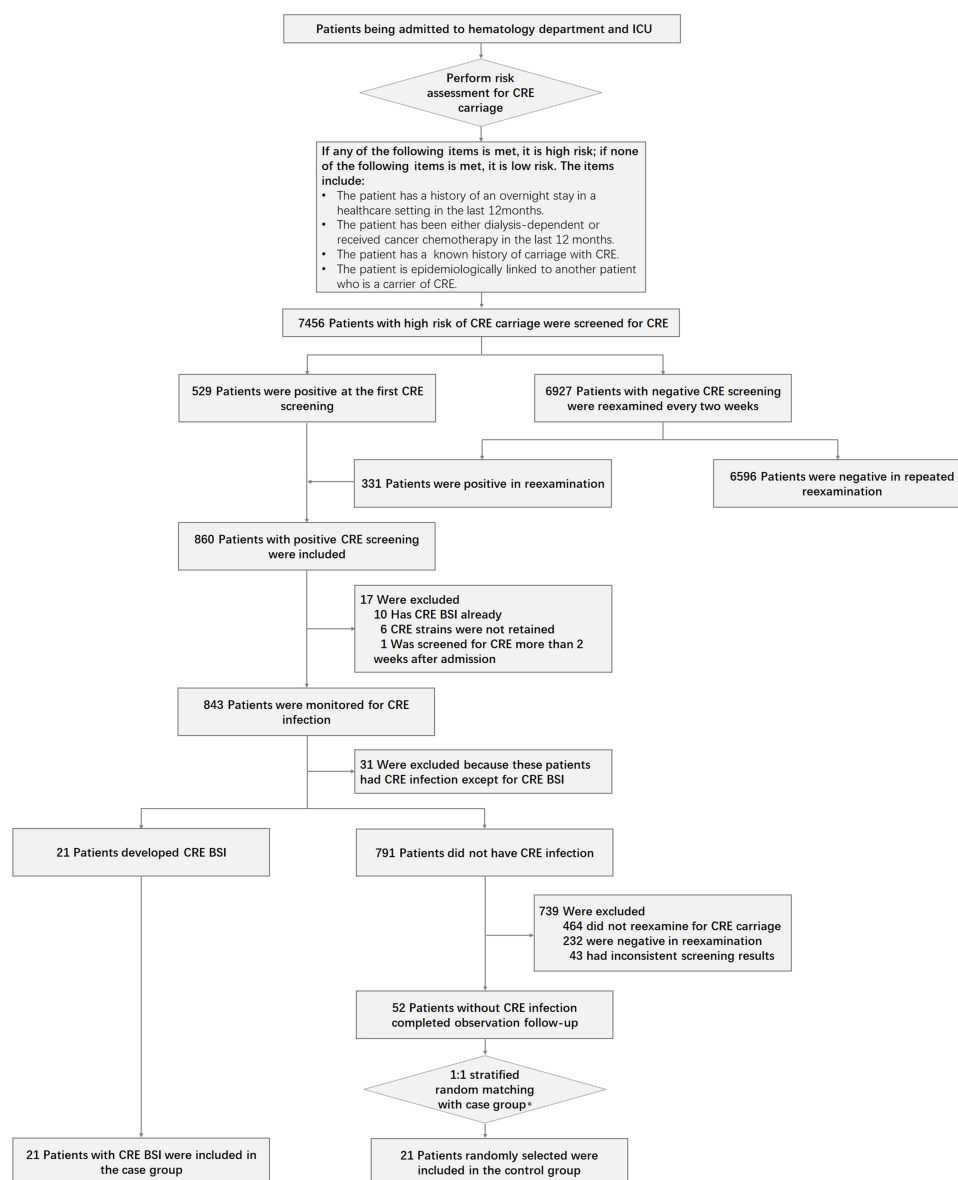 Patients being admitted to hematology department and ICU
Perform risk
assessment for CRE
carriage
If any of the following items is met, it is high risk; if none
of the following items is met, it is low risk. The items
include:
• The patient has a history of an overnight stay in a
healthcare setting in the last 12months.
• The patient has been either dialysis-dependent or
received cancer chemotherapy in the last 12 months.
• The patient has a known history of carriage with CRE.
• The patient is epidemiologically linked to another patient
who is a carrier of CRE.
7456 Patients with high risk of CRE carriage were screened for CRE
529 Patients were positive at the first CRE
screening
6927 Patients with negative CRE screening
were reexamined every two weeks
331 Patients were positive in reexamination
6596 Patients were negative in repeated
reexamination
860 Patients with positive CRE screening
were included
17 Were excluded
10 Has CRE BSI already
6 CRE strains were not retained
1 Was screened for CRE more than 2
weeks after admission
843 Patients were monitored for CRE
infection
31 Were excluded because these patients
had CRE infection except for CRE BSI
21 Patients developed CRE BSI
791 Patients did not have CRE infection
739 Were excluded
464 did not reexamine for CRE carriage
232 were negative in reexamination
43 had inconsistent screening results
52 Patients without CRE infection
completed observation follow-up
1:1 stratified
random matching
with case group*
21 Patients with CRE BSI were included in
the case group
21 Patients randomly selected were
included in the control group